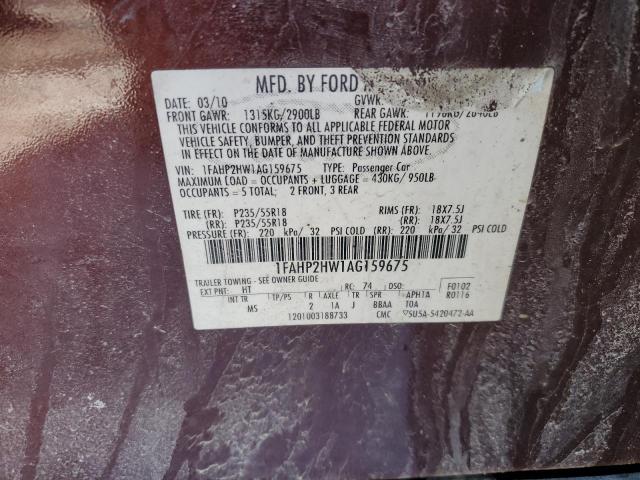 MFD. BY FORD
DATE: 03/10 GVWR:
FRONT GAWR: 1315KG/2900LB REAR GAWR:
THIS VEHICLE CONFORMS TO ALL APPLICABLE FEDERAL MOTOR
VEHICLE SAFETY, BUMPER, AND THEFT PREVENTION STANDARDS
IN EFFECT ON THE DATE OF MANUFACTURE SHOWN ABOVE.
VIN: 1FAHP2HW1AG159675 TYPE: Passenger Car
MAXIMUM LOAD = OCCUPANTS + LUGGAGE = 430KG/ 950LB
OCCUPANTS = 5 TOTAL; 2 FRONT, 3 REAR
TIRE (FR): P235/55R18 RIMS (FR): 18X7.5J
(RR): P235/55R18 (RR): 18X7.5J
PRESSURE (FR): 220 kPa/ 32 PSI COLD (RR): 220 kPa/ 32 PSI COLD
1FAHP2HW1AG159675
TRAILER TOWING - SEE OWNER GUIDE
EXT PNT: HT RC: 74 DSO: F0102
INT TR TP/PS R AXLE TR SPR APH1A R0116
MS 2 1A J BBAA T0A
1201003188733 CMC 5U5A-5420472-AA